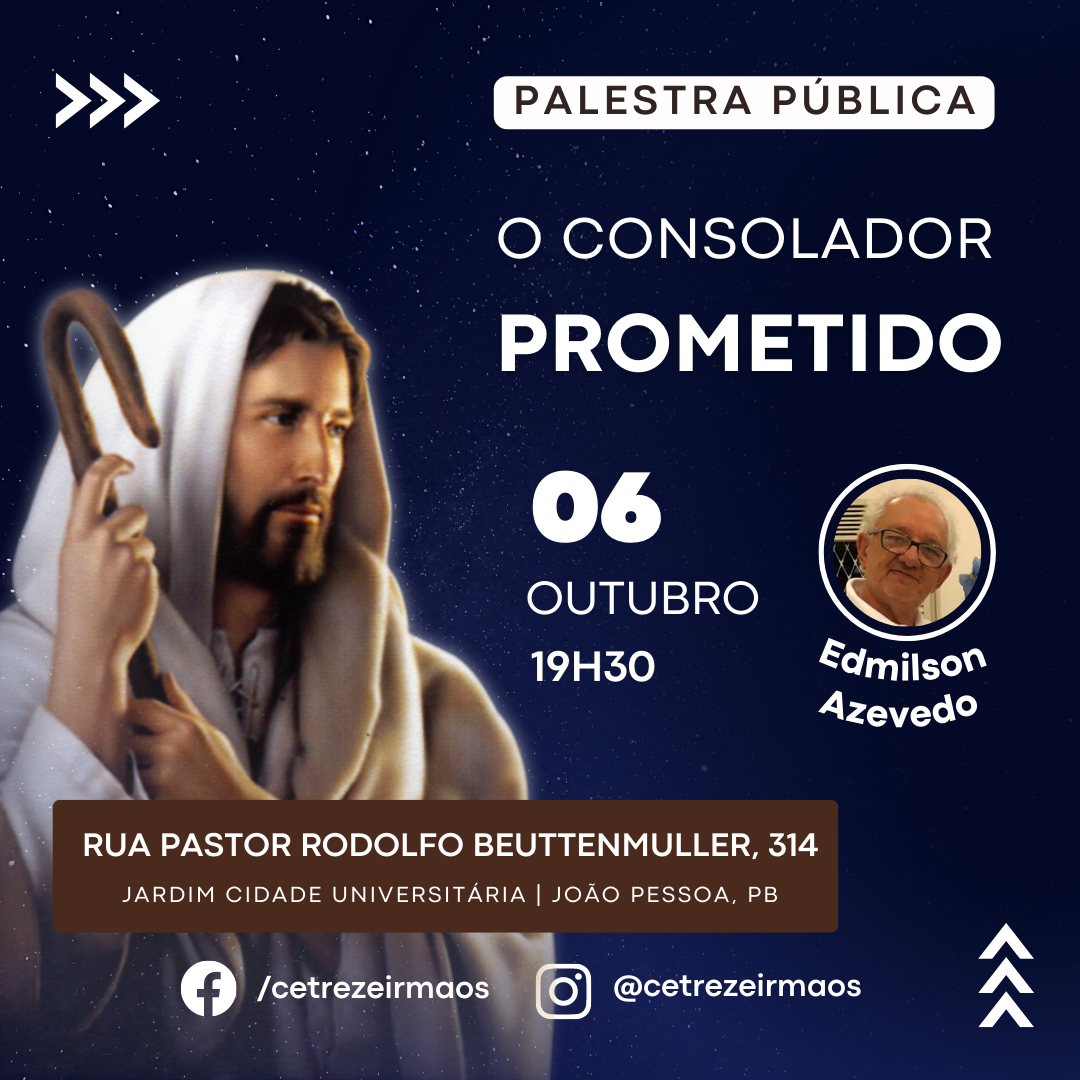 PALESTRA PÚBLICA
O CONSOLADOR
PROMETIDO
06
OUTUBRO
19H30
Edmilson
Azevedo
RUA PASTOR RODOLFO BEUTTENMULLER, 314
JARDIM CIDADE UNIVERSITÁRIA | JOÃO PESSOA, PB
/cetrezeirmaos
@cetrezeirmaos